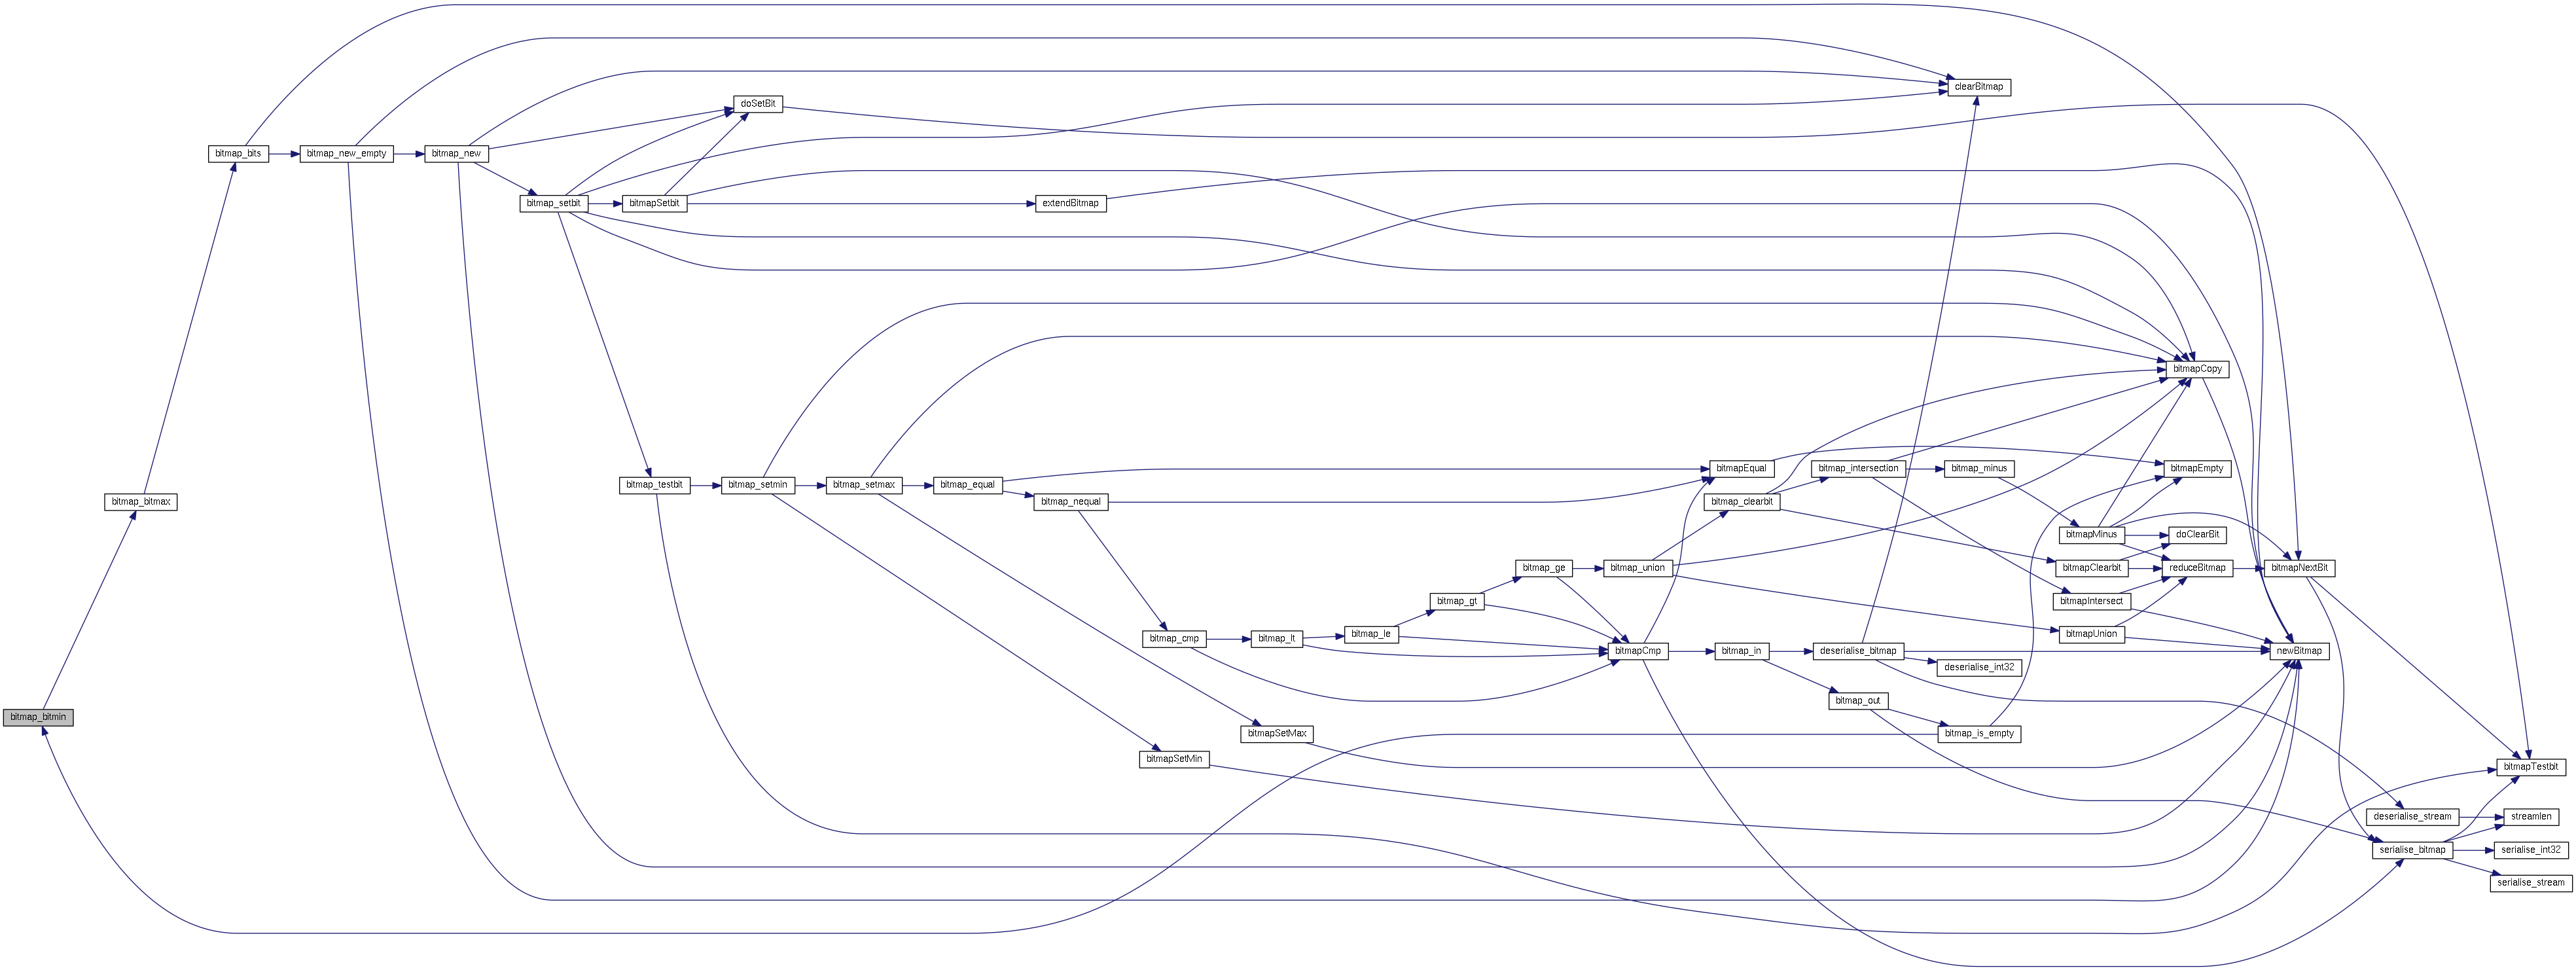 clearBitmap
doSetBit
bitmap_bits
bitmap_new_empty
bitmap_new
bitmap_setbit
bitmapSetbit
extendBitmap
bitmapCopy
bitmapEqual
bitmap_intersection
bitmap_minus
bitmapEmpty
bitmap_testbit
bitmap_setmin
bitmap_setmax
bitmap_equal
bitmap_bitmax
bitmap_nequal
bitmap_clearbit
bitmapMinus
doClearBit
bitmap_ge
bitmap_union
bitmapClearbit
reduceBitmap
bitmapNextBit
bitmap_gt
bitmapIntersect
bitmap_cmp
bitmap_lt
bitmap_le
bitmapUnion
bitmapCmp
bitmap_in
deserialise_bitmap
newBitmap
deserialise_int32
bitmap_out
bitmap_bitmin
bitmapSetMax
bitmap_is_empty
bitmapSetMin
bitmapTestbit
deserialise_stream
streamlen
serialise_bitmap
serialise_int32
serialise_stream